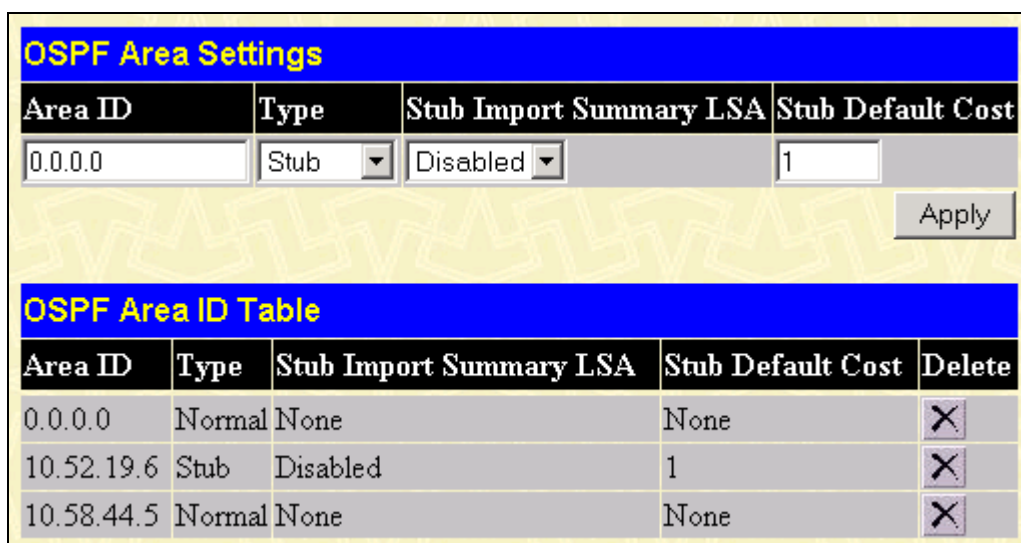 OSPF Area Settings
Area ID Type Stub Import Summary LSA Stub Default Cost
0.0.0.0 Stub Disabled 1
Apply
OSPF Area ID Table
Area ID Type Stub Import Summary LSA Stub Default Cost Delete
0.0.0.0 Normal None None
10.52.19.6 Stub Disabled 1
10.58.44.5 Normal None None